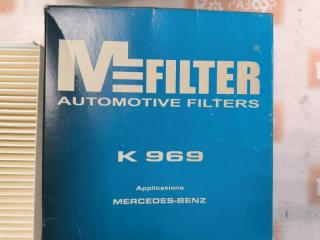 MFILTER ®
AUTOMOTIVE FILTERS
K 969
Applications
MERCEDES-BENZ